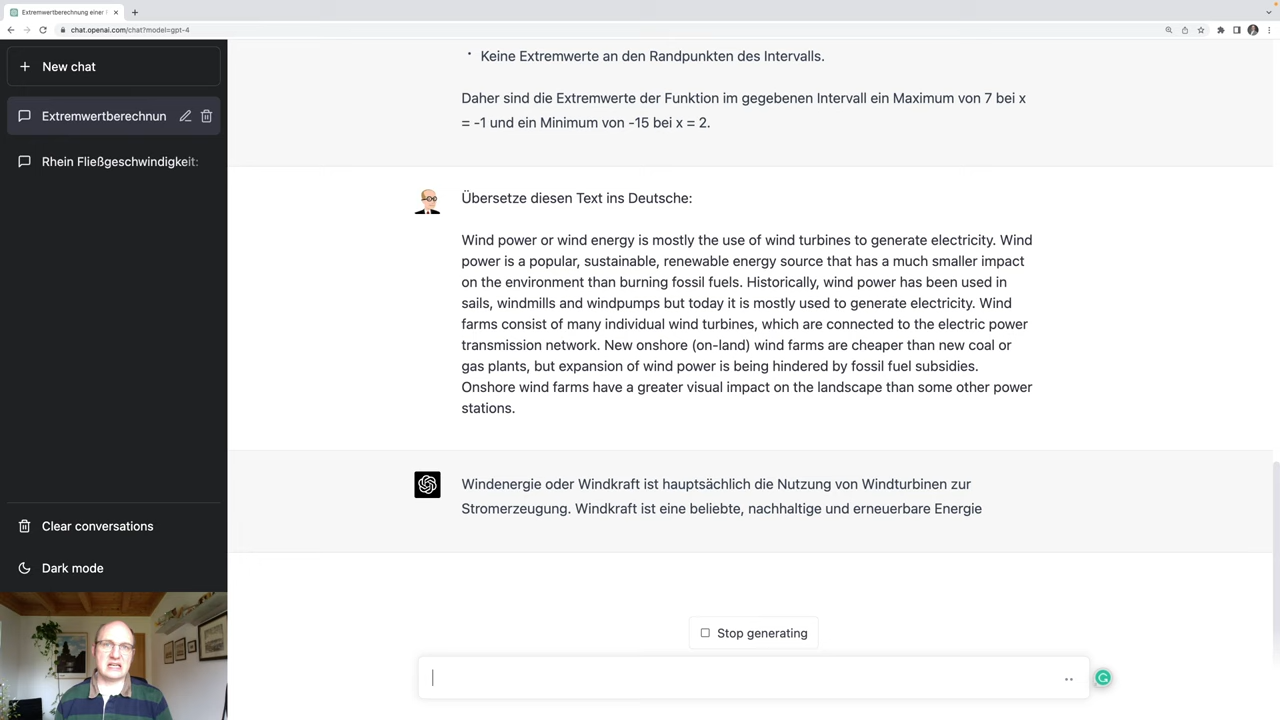 Extremwertberechnung einer
chat.openai.com/chat?model=gpt-4
New chat
Extremwertberechnun
Rhein Fließgeschwindigkeit:
Clear conversations
Dark mode
• Keine Extremwerte an den Randpunkten des Intervalls.
Daher sind die Extremwerte der Funktion im gegebenen Intervall ein Maximum von 7 bei x
= -1 und ein Minimum von -15 bei x = 2.
Übersetze diesen Text ins Deutsche:
Wind power or wind energy is mostly the use of wind turbines to generate electricity. Wind
power is a popular, sustainable, renewable energy source that has a much smaller impact
on the environment than burning fossil fuels. Historically, wind power has been used in
sails, windmills and windpumps but today it is mostly used to generate electricity. Wind
farms consist of many individual wind turbines, which are connected to the electric power
transmission network. New onshore (on-land) wind farms are cheaper than new coal or
gas plants, but expansion of wind power is being hindered by fossil fuel subsidies.
Onshore wind farms have a greater visual impact on the landscape than some other power
stations.
Windenergie oder Windkraft ist hauptsächlich die Nutzung von Windturbinen zur
Stromerzeugung. Windkraft ist eine beliebte, nachhaltige und erneuerbare Energie
Stop generating